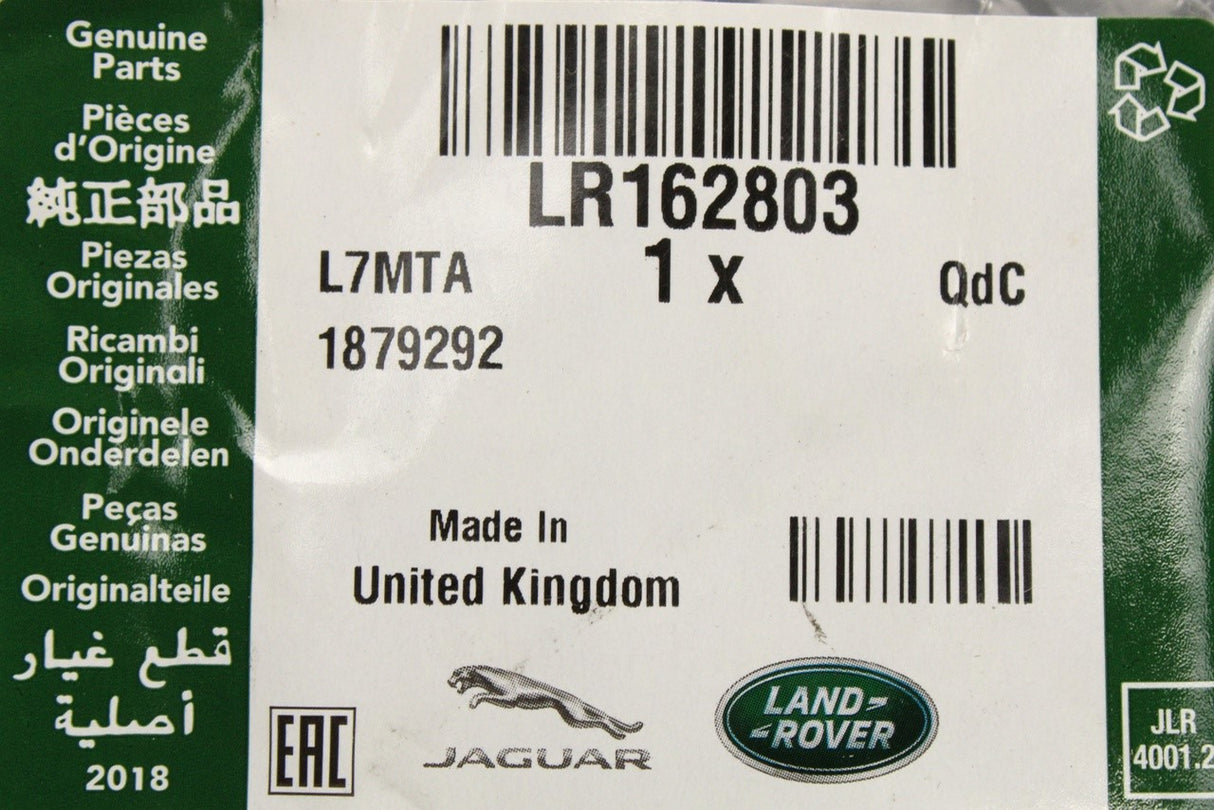 Genuine
Parts
Pièces
d'Origine
純正部品
Piezas
Originales
Ricambi
Originali
Originele
Onderdelen
Peças
Genuinas
Originalteile
قطع غيار
أصلية
2018
LR162803
L7MTA 1 x QdC
1879292
Made In
United Kingdom
EAC
JAGUAR
LAND
ROVER
JLR
4001.2